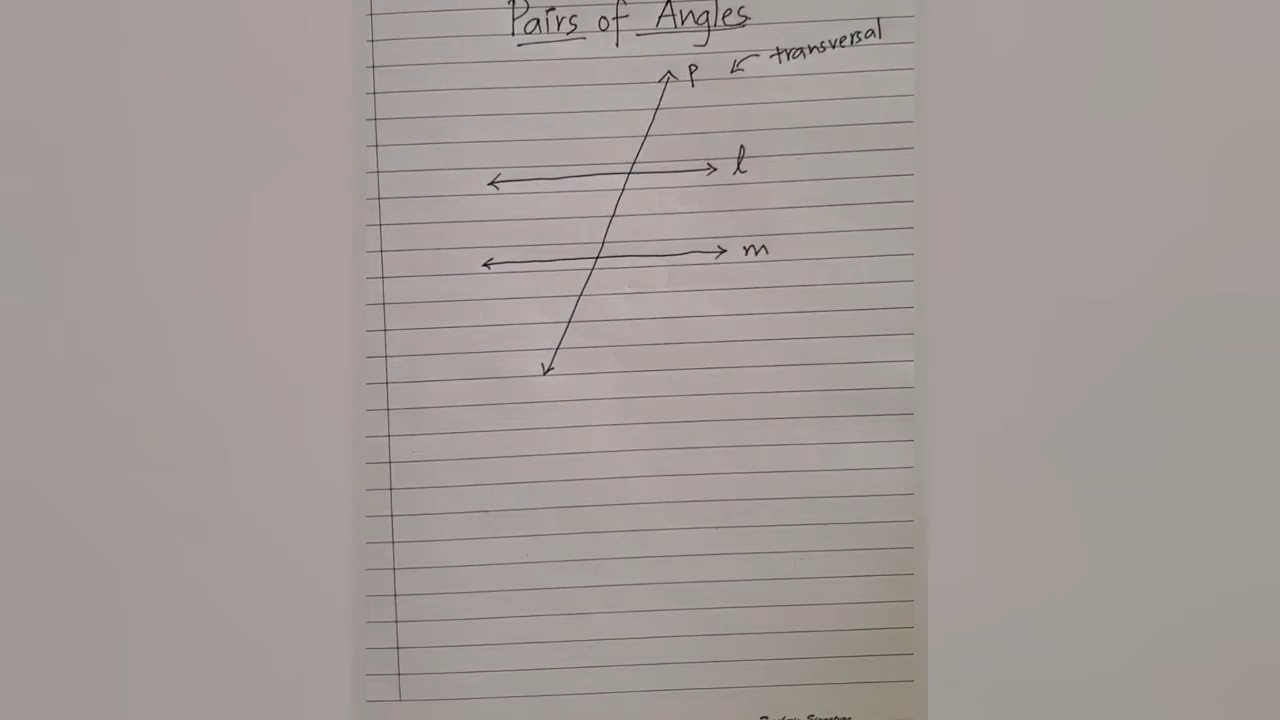 Pairs of Angles
p ↙ transversal
l
m